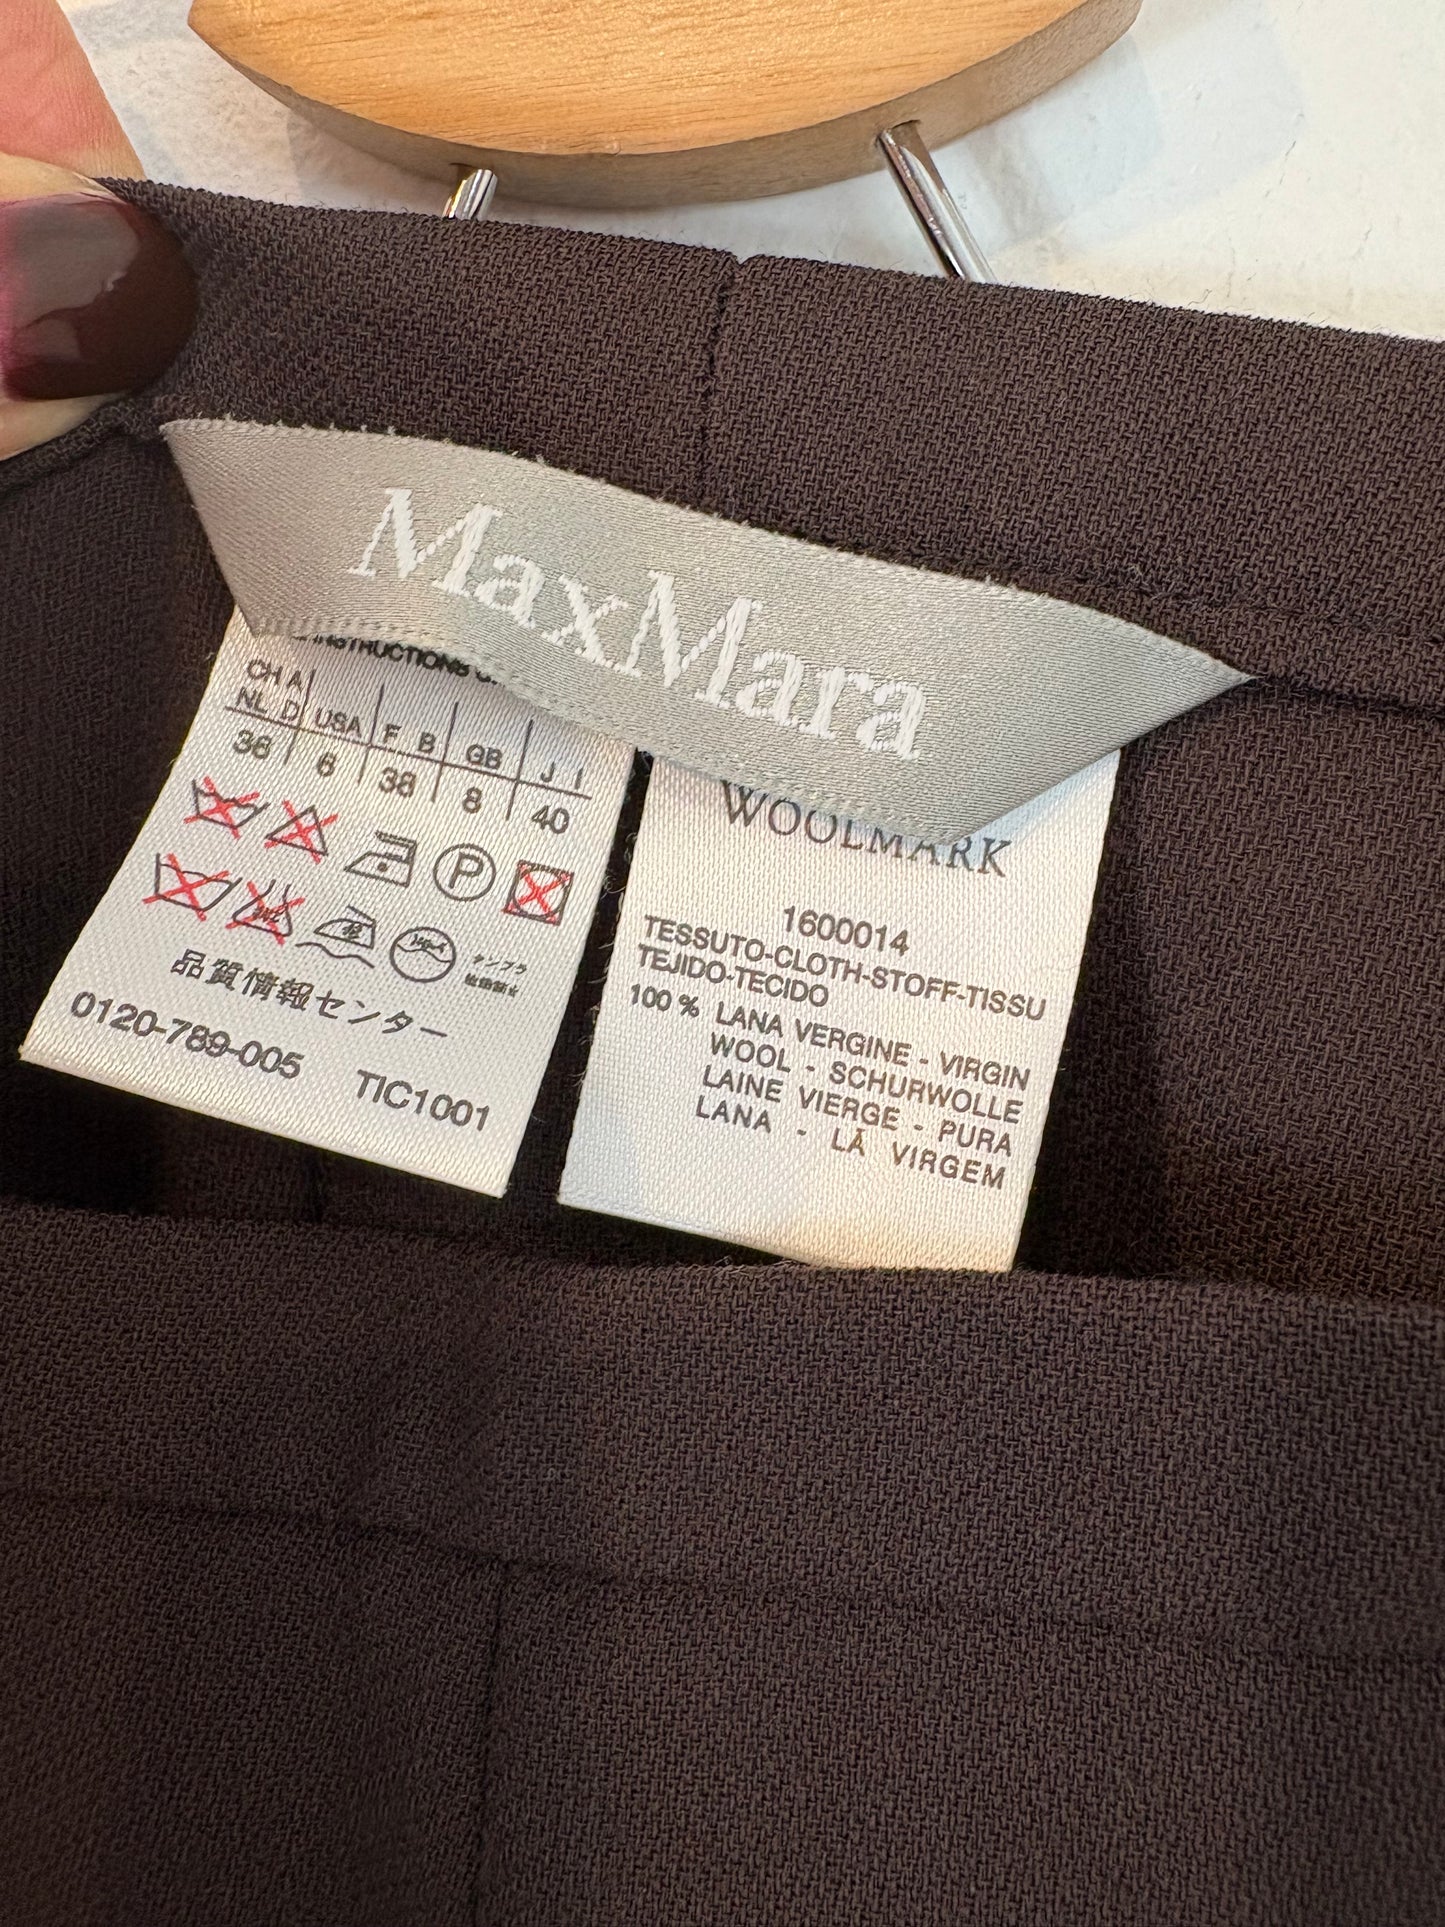 MaxMara
INSTRUCTIONS
CH A
NL D USA F B GB J I
36 6 38 8 40
P
品質情報センター
0120-789-005 TIC1001
WOOLMARK
1600014
TESSUTO-CLOTH-STOFF-TISSU
TEJIDO-TECIDO
100 % LANA VERGINE - VIRGIN
WOOL - SCHURWOLLE
LAINE VIERGE - PURA
LANA - LÃ VIRGEM